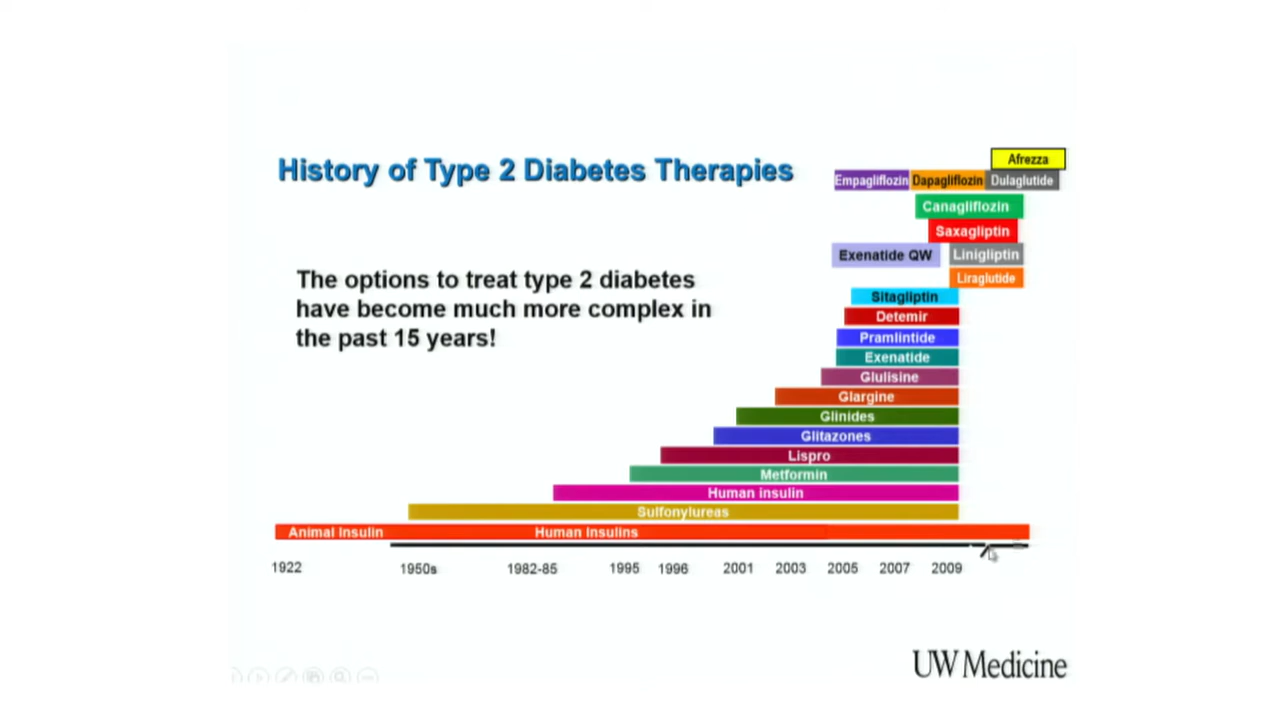 Afrezza
History of Type 2 Diabetes Therapies
Empagliflozin Dapagliflozin Dulaglutide
Canagliflozin
Saxagliptin
Exenatide QW Linigliptin
The options to treat type 2 diabetes
have become much more complex in
the past 15 years!
Liraglutide
Sitagliptin
Detemir
Pramlintide
Exenatide
Glulisine
Glargine
Glinides
Glitazones
Lispro
Metformin
Human insulin
Sulfonylureas
Animal Insulin Human Insulins
1922 1950s 1982-85 1995 1996 2001 2003 2005 2007 2009
UW Medicine